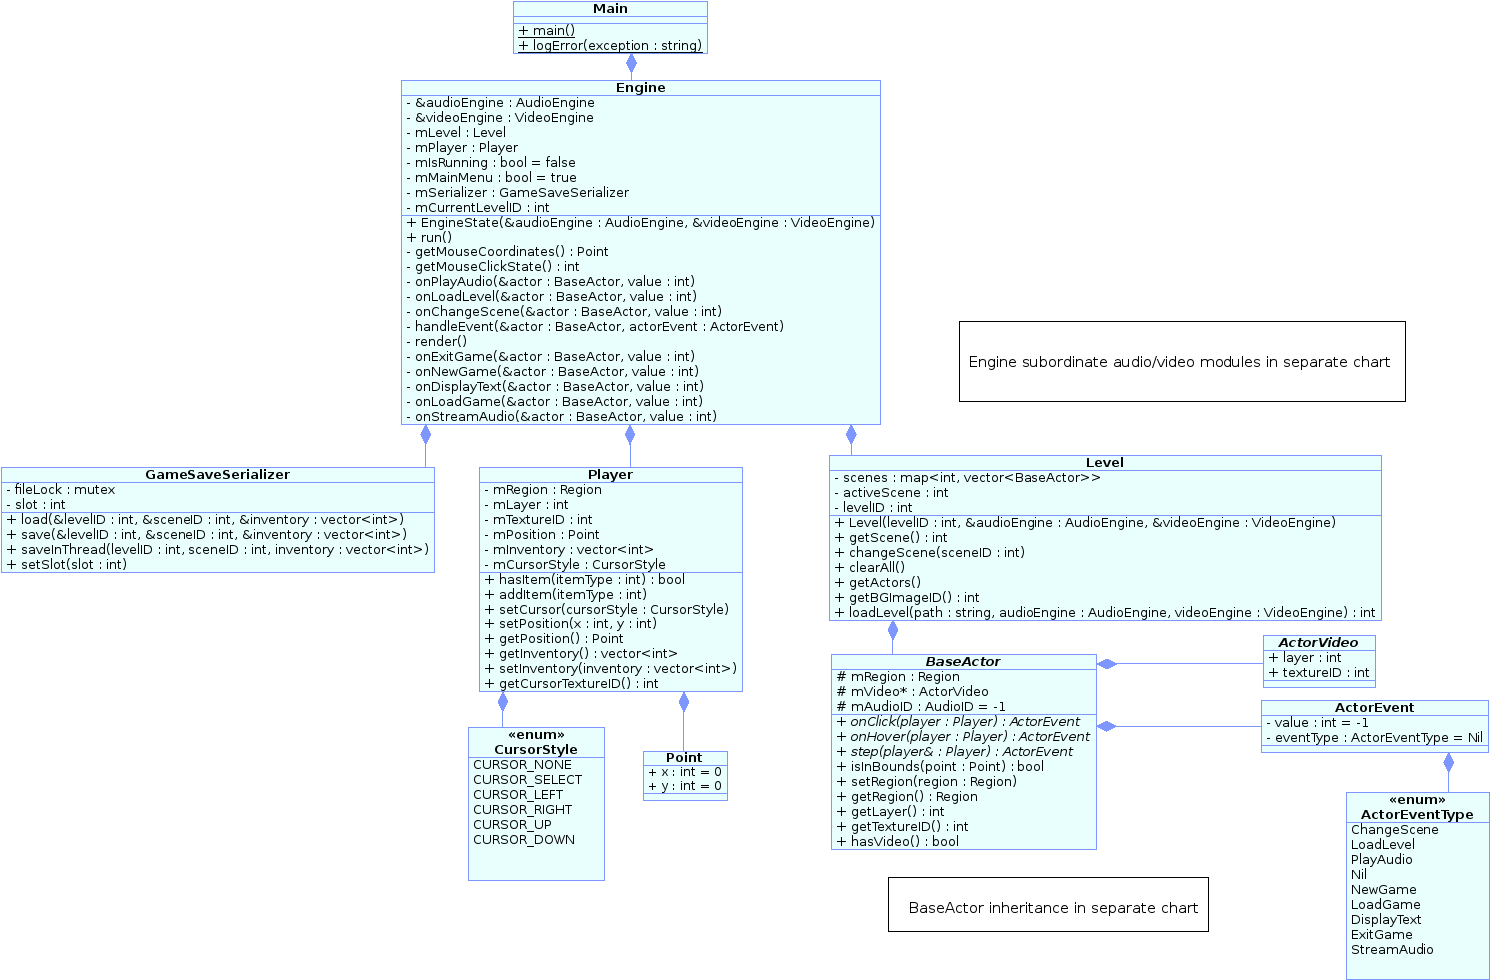 Main
+ main()
+ logError(exception : string)
Engine
- &audioEngine : AudioEngine
- &videoEngine : VideoEngine
- mLevel : Level
- mPlayer : Player
- mIsRunning : bool = false
- mMainMenu : bool = true
- mSerializer : GameSaveSerializer
- mCurrentLevelID : int
+ EngineState(&audioEngine : AudioEngine, &videoEngine : VideoEngine)
+ run()
- getMouseCoordinates() : Point
- getMouseClickState() : int
- onPlayAudio(&actor : BaseActor, value : int)
- onLoadLevel(&actor : BaseActor, value : int)
- onChangeScene(&actor : BaseActor, value : int)
- handleEvent(&actor : BaseActor, actorEvent : ActorEvent)
- render()
- onExitGame(&actor : BaseActor, value : int)
- onNewGame(&actor : BaseActor, value : int)
- onDisplayText(&actor : BaseActor, value : int)
- onLoadGame(&actor : BaseActor, value : int)
- onStreamAudio(&actor : BaseActor, value : int)
Engine subordinate audio/video modules in separate chart
GameSaveSerializer
- fileLock : mutex
- slot : int
+ load(&levelID : int, &sceneID : int, &inventory : vector<int>)
+ save(&levelID : int, &sceneID : int, &inventory : vector<int>)
+ saveInThread(levelID : int, sceneID : int, inventory : vector<int>)
+ setSlot(slot : int)
Player
- mRegion : Region
- mLayer : int
- mTextureID : int
- mPosition : Point
- mInventory : vector<int>
- mCursorStyle : CursorStyle
+ hasItem(itemType : int) : bool
+ addItem(itemType : int)
+ setCursor(cursorStyle : CursorStyle)
+ setPosition(x : int, y : int)
+ getPosition() : Point
+ getInventory() : vector<int>
+ setInventory(inventory : vector<int>)
+ getCursorTextureID() : int
Level
- scenes : map<int, vector<BaseActor>>
- activeScene : int
- levelID : int
+ Level(levelID : int, &audioEngine : AudioEngine, &videoEngine : VideoEngine)
+ getScene() : int
+ changeScene(sceneID : int)
+ clearAll()
+ getActors()
+ getBGImageID() : int
+ loadLevel(path : string, audioEngine : AudioEngine, videoEngine : VideoEngine) : int
BaseActor
# mRegion : Region
# mVideo* : ActorVideo
# mAudioID : AudioID = -1
+ onClick(player : Player) : ActorEvent
+ onHover(player : Player) : ActorEvent
+ step(player& : Player) : ActorEvent
+ isInBounds(point : Point) : bool
+ setRegion(region : Region)
+ getRegion() : Region
+ getLayer() : int
+ getTextureID() : int
+ hasVideo() : bool
ActorVideo
+ layer : int
+ textureID : int
ActorEvent
- value : int = -1
- eventType : ActorEventType = Nil
«enum»
CursorStyle
CURSOR_NONE
CURSOR_SELECT
CURSOR_LEFT
CURSOR_RIGHT
CURSOR_UP
CURSOR_DOWN
Point
+ x : int = 0
+ y : int = 0
«enum»
ActorEventType
ChangeScene
LoadLevel
PlayAudio
Nil
NewGame
LoadGame
DisplayText
ExitGame
StreamAudio
BaseActor inheritance in separate chart